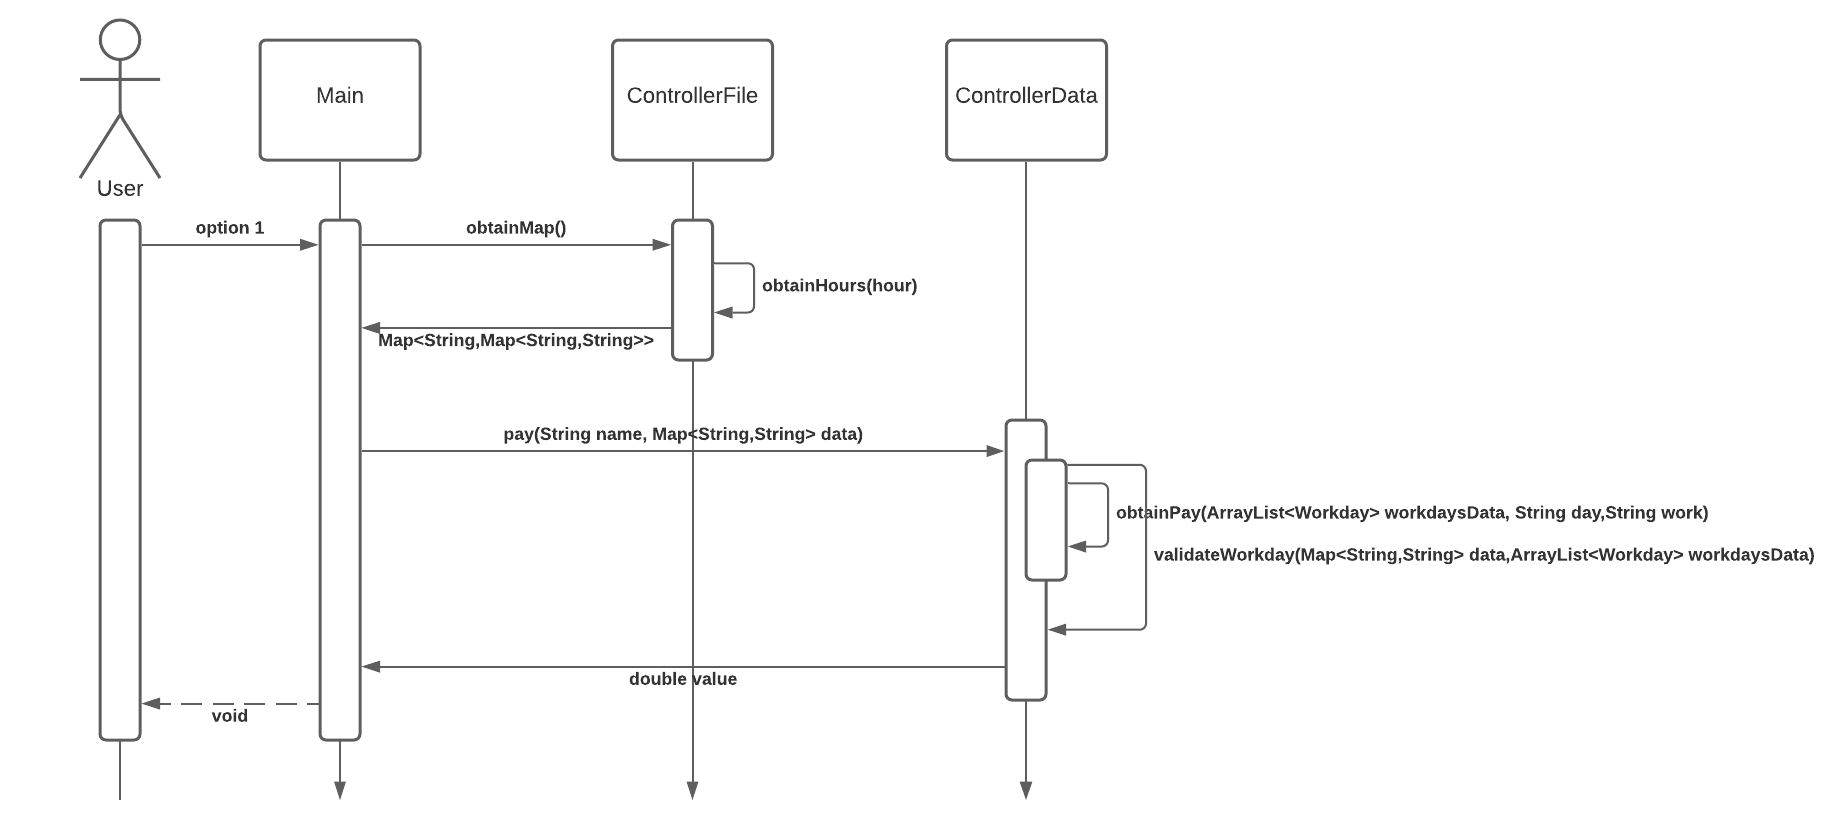 Main
ControllerFile
ControllerData
User
option 1
obtainMap()
obtainHours(hour)
Map<String,Map<String,String>>
pay(String name, Map<String,String> data)
obtainPay(ArrayList<Workday> workdaysData, String day,String work)
validateWorkday(Map<String,String> data,ArrayList<Workday> workdaysData)
double value
void